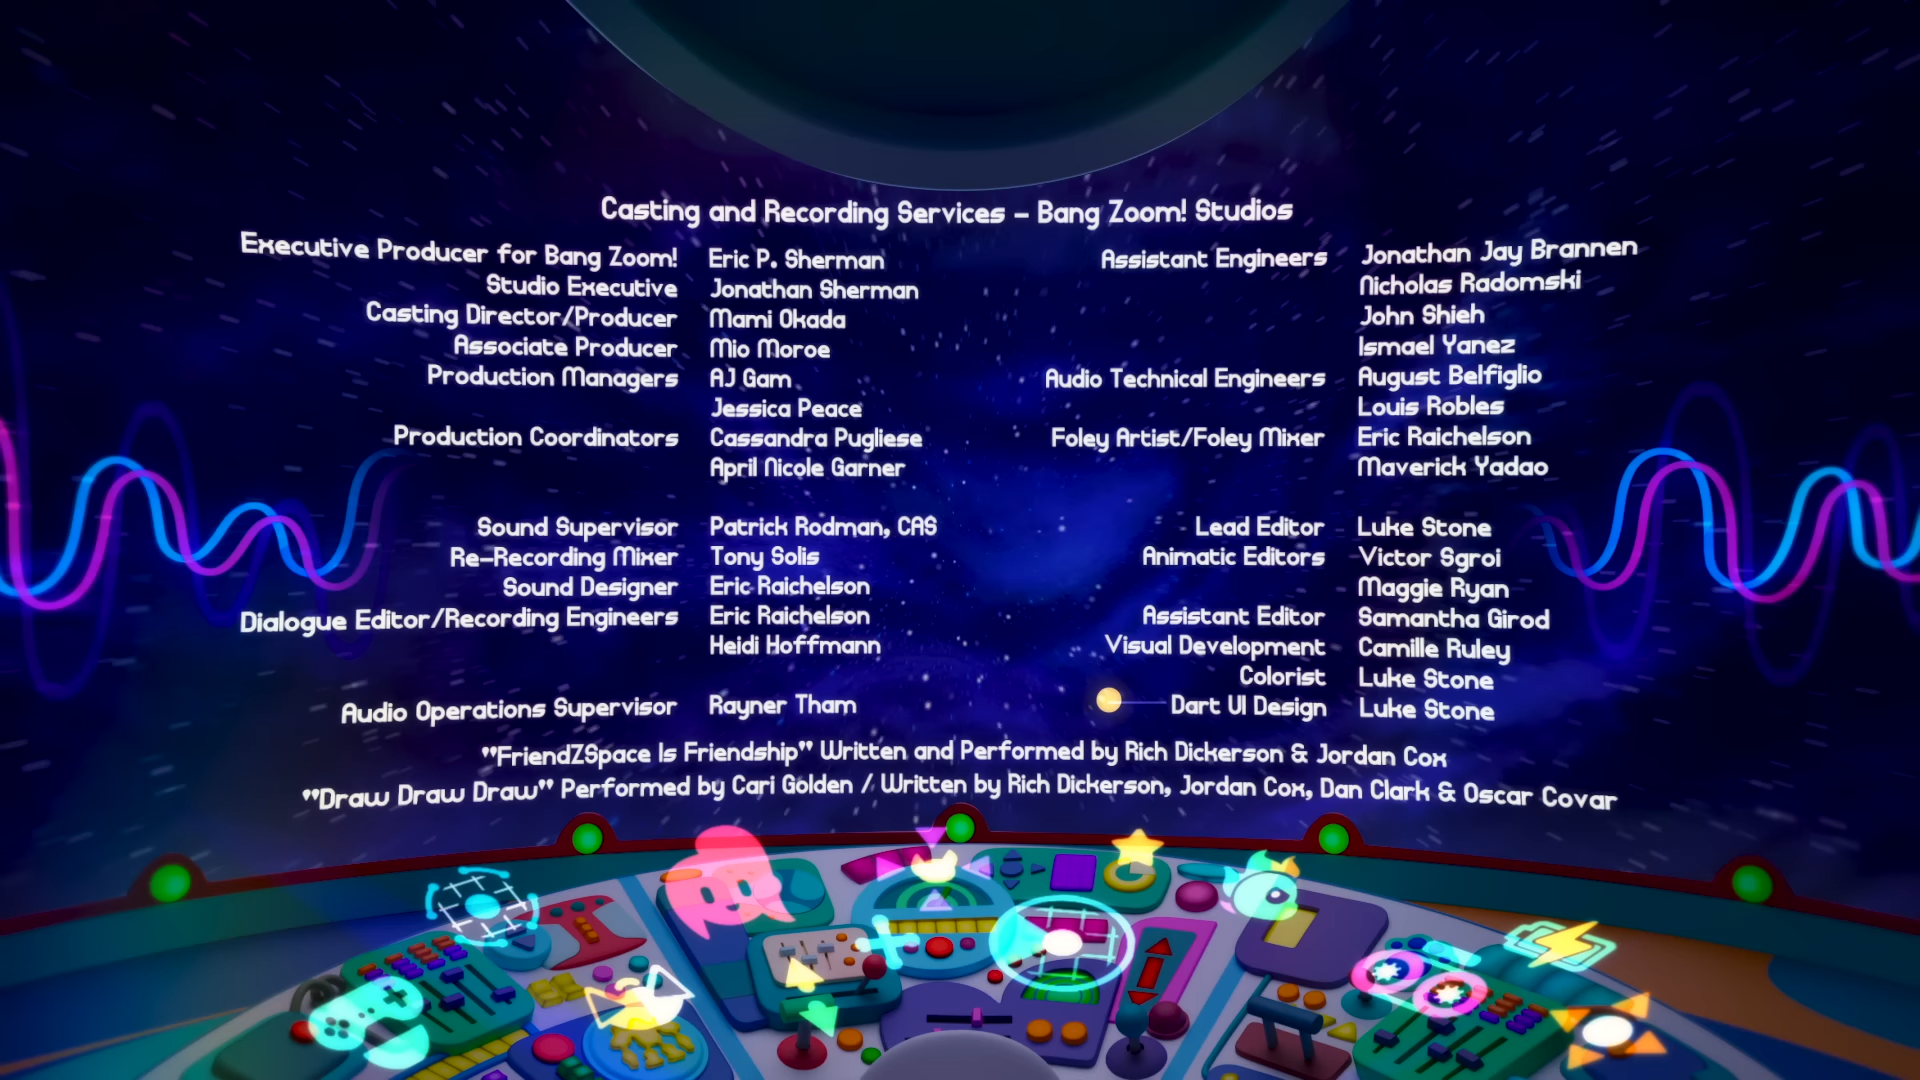 Casting and Recording Services - Bang Zoom! Studios
Executive Producer for Bang Zoom! Eric P. Sherman
Studio Executive Jonathan Sherman
Casting Director/Producer Mami Okada
Associate Producer Mio Moroe
Production Managers AJ Gam
Jessica Peace
Production Coordinators Cassandra Pugliese
April Nicole Garner
Sound Supervisor Patrick Rodman, CAS
Re-Recording Mixer Tony Solis
Sound Designer Eric Raichelson
Dialogue Editor/Recording Engineers Eric Raichelson
Heidi Hoffmann
Audio Operations Supervisor Rayner Tham
Assistant Engineers Jonathan Jay Brannen
Nicholas Radomski
John Shieh
Ismael Yanez
Audio Technical Engineers August Belfiglio
Louis Robles
Foley Artist/Foley Mixer Eric Raichelson
Maverick Yadao
Lead Editor Luke Stone
Animatic Editors Victor Sgroi
Maggie Ryan
Assistant Editor Samantha Girod
Visual Development Camille Ruley
Colorist Luke Stone
Dart UI Design Luke Stone
"FriendZSpace Is Friendship" Written and Performed by Rich Dickerson & Jordan Cox
"Draw Draw Draw" Performed by Cari Golden / Written by Rich Dickerson, Jordan Cox, Dan Clark & Oscar Covar